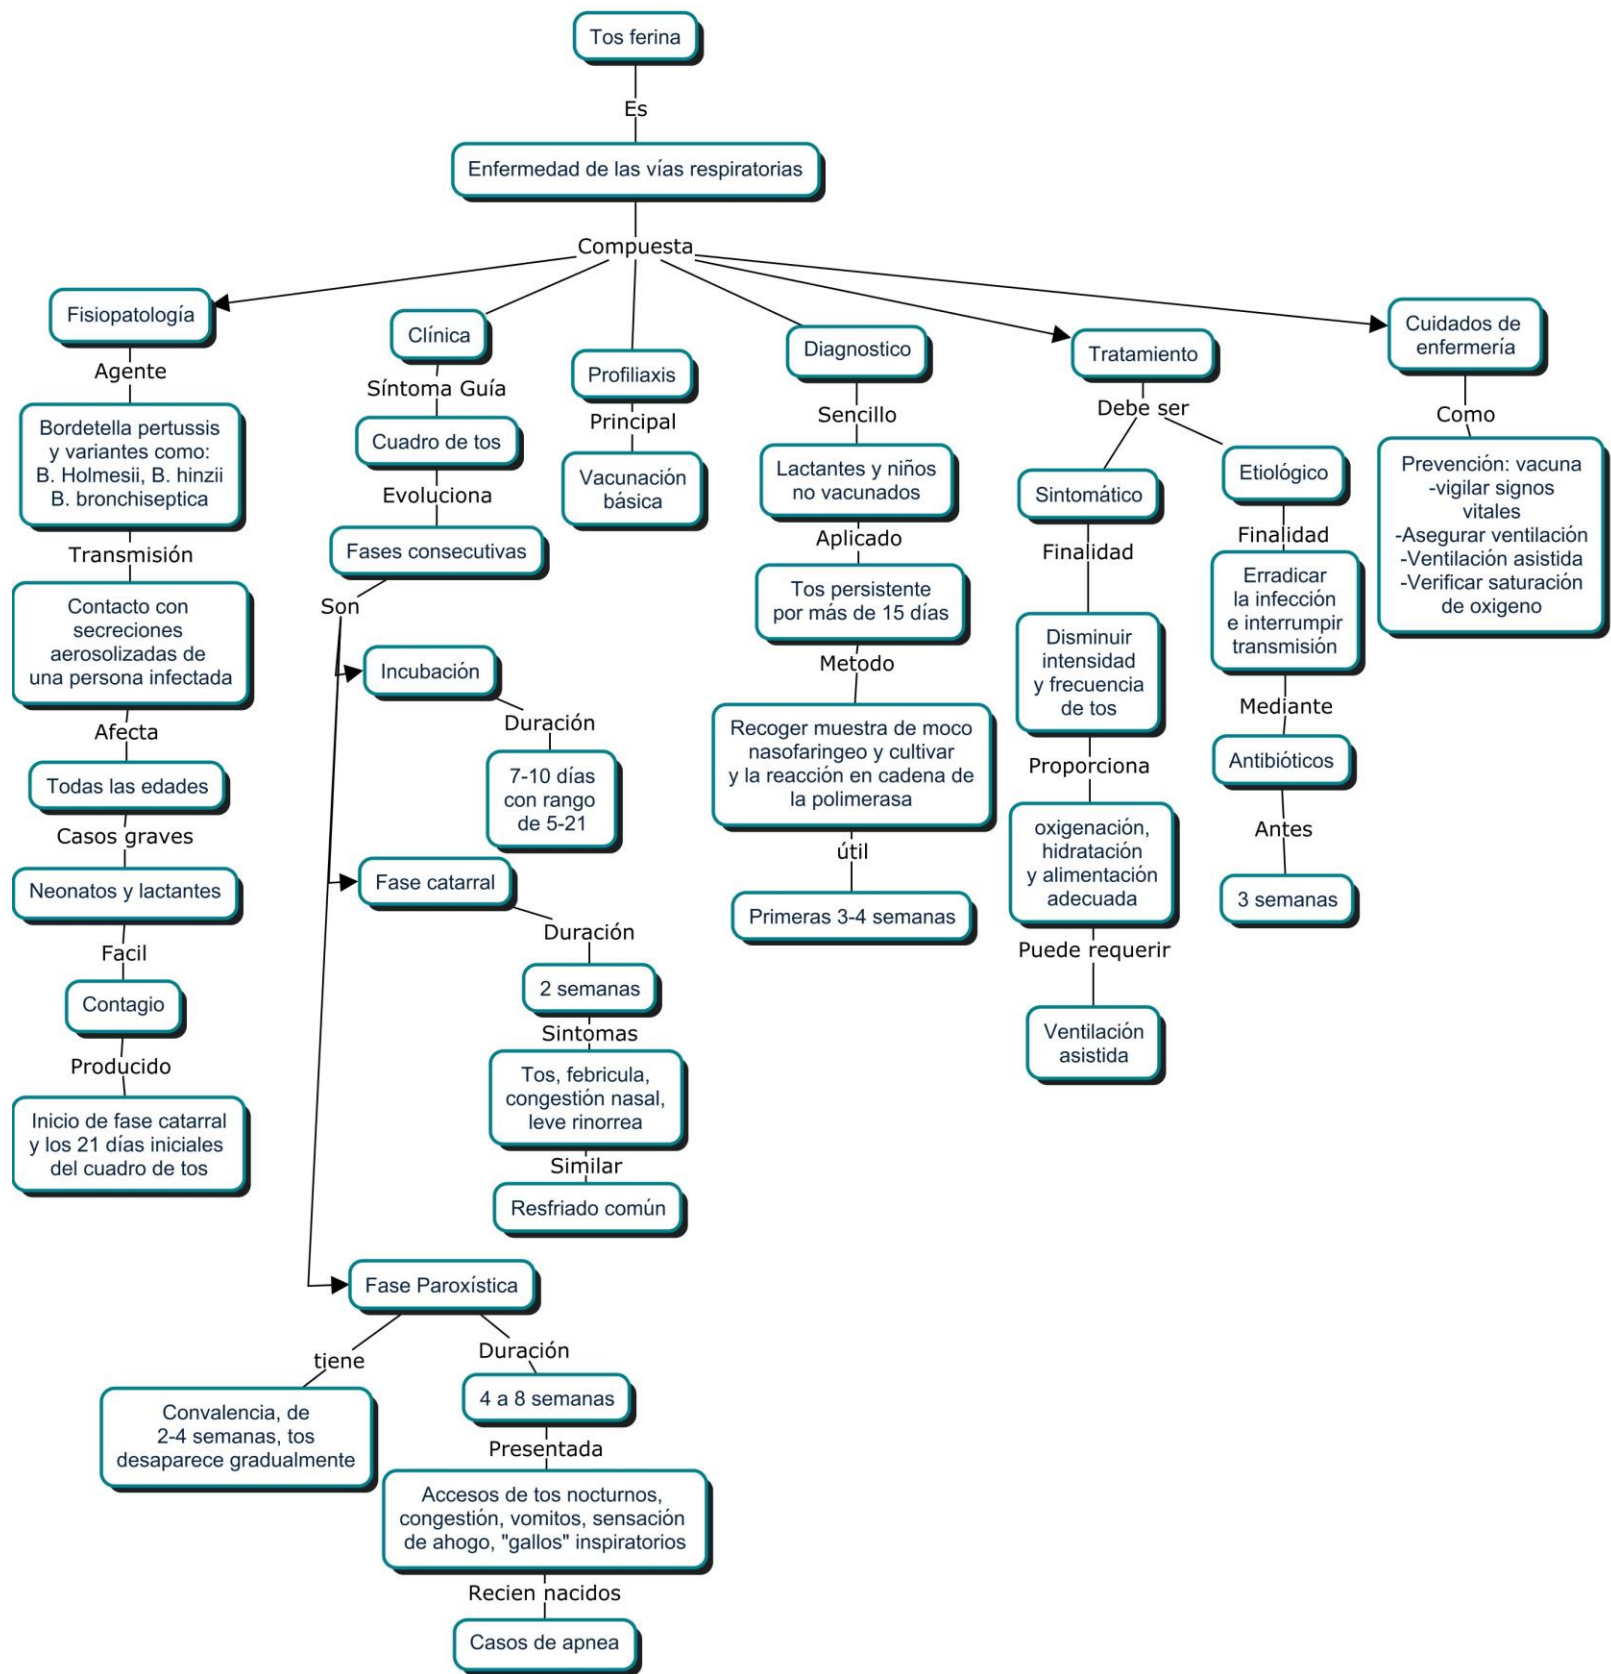 Tos ferina
Es
Enfermedad de las vías respiratorias
Compuesta
Fisiopatología
Agente
Bordetella pertussis
y variantes como:
B. Holmesii, B. hinzii
B. bronchiseptica
Transmisión
Contacto con
secreciones
aerosolizadas de
una persona infectada
Afecta
Todas las edades
Casos graves
Neonatos y lactantes
Facil
Contagio
Producido
Inicio de fase catarral
y los 21 días iniciales
del cuadro de tos
Clínica
Síntoma Guía
Cuadro de tos
Evoluciona
Fases consecutivas
Son
Incubación
Duración
7-10 días
con rango
de 5-21
Fase catarral
Duración
2 semanas
Sintomas
Tos, febricula,
congestión nasal,
leve rinorrea
Similar
Resfriado común
Fase Paroxística
tiene
Convalencia, de
2-4 semanas, tos
desaparece gradualmente
Duración
4 a 8 semanas
Presentada
Accesos de tos nocturnos,
congestión, vomitos, sensación
de ahogo, "gallos" inspiratorios
Recien nacidos
Casos de apnea
Profiliaxis
Principal
Vacunación
básica
Diagnostico
Sencillo
Lactantes y niños
no vacunados
Aplicado
Tos persistente
por más de 15 días
Metodo
Recoger muestra de moco
nasofaringeo y cultivar
y la reacción en cadena de
la polimerasa
útil
Primeras 3-4 semanas
Tratamiento
Debe ser
Sintomático
Finalidad
Disminuir
intensidad
y frecuencia
de tos
Proporciona
oxigenación,
hidratación
y alimentación
adecuada
Puede requerir
Ventilación
asistida
Etiológico
Finalidad
Erradicar
la infección
e interrumpir
transmisión
Mediante
Antibióticos
Antes
3 semanas
Cuidados de
enfermería
Como
Prevención: vacuna
-vigilar signos
vitales
-Asegurar ventilación
-Ventilación asistida
-Verificar saturación
de oxigeno